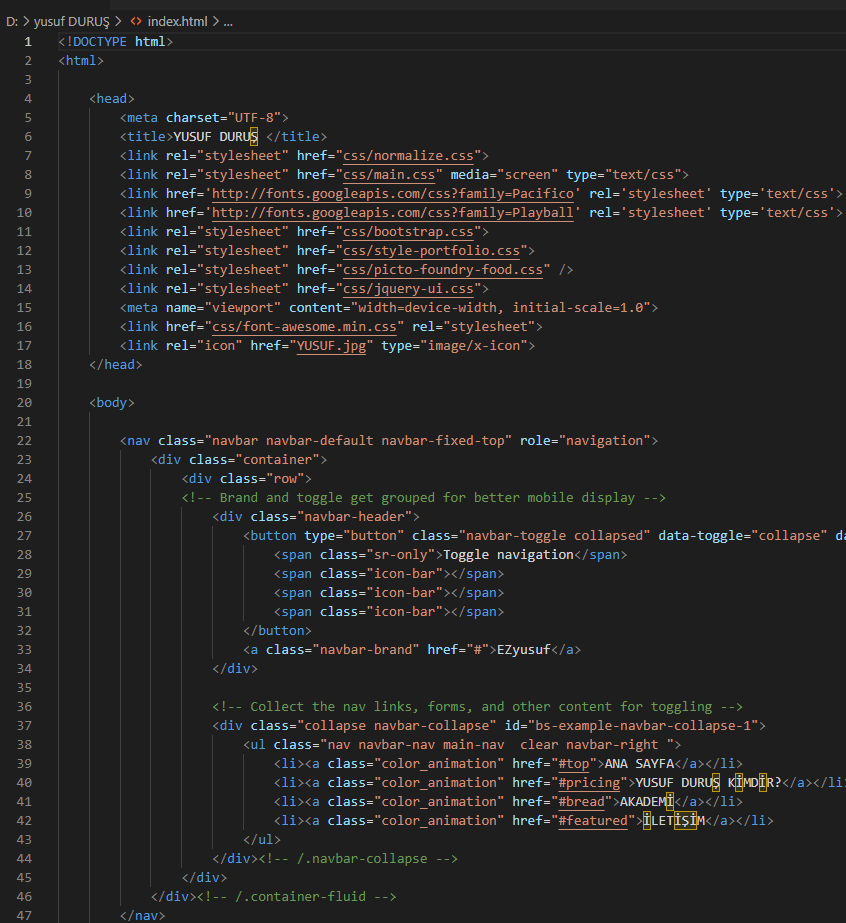 D: > yusuf DURUŞ > <> index.html > ...
1 <!DOCTYPE html>
2 <html>
3
4 <head>
5 <meta charset="UTF-8">
6 <title>YUSUF DURUŞ </title>
7 <link rel="stylesheet" href="css/normalize.css">
8 <link rel="stylesheet" href="css/main.css" media="screen" type="text/css">
9 <link href='http://fonts.googleapis.com/css?family=Pacifico' rel='stylesheet' type='text/css'>
10 <link href='http://fonts.googleapis.com/css?family=Playball' rel='stylesheet' type='text/css'>
11 <link rel="stylesheet" href="css/bootstrap.css">
12 <link rel="stylesheet" href="css/style-portfolio.css">
13 <link rel="stylesheet" href="css/picto-foundry-food.css" />
14 <link rel="stylesheet" href="css/jquery-ui.css">
15 <meta name="viewport" content="width=device-width, initial-scale=1.0">
16 <link href="css/font-awesome.min.css" rel="stylesheet">
17 <link rel="icon" href="YUSUF.jpg" type="image/x-icon">
18 </head>
19
20 <body>
21
22 <nav class="navbar navbar-default navbar-fixed-top" role="navigation">
23 <div class="container">
24 <div class="row">
25 <!-- Brand and toggle get grouped for better mobile display -->
26 <div class="navbar-header">
27 <button type="button" class="navbar-toggle collapsed" data-toggle="collapse" da
28 <span class="sr-only">Toggle navigation</span>
29 <span class="icon-bar"></span>
30 <span class="icon-bar"></span>
31 <span class="icon-bar"></span>
32 </button>
33 <a class="navbar-brand" href="#">EZyusuf</a>
34 </div>
35
36 <!-- Collect the nav links, forms, and other content for toggling -->
37 <div class="collapse navbar-collapse" id="bs-example-navbar-collapse-1">
38 <ul class="nav navbar-nav main-nav  clear navbar-right ">
39 <li><a class="color_animation" href="#top">ANA SAYFA</a></li>
40 <li><a class="color_animation" href="#pricing">YUSUF DURUŞ KİMDİR?</a></li
41 <li><a class="color_animation" href="#bread">AKADEMİ</a></li>
42 <li><a class="color_animation" href="#featured">İLETİŞİM</a></li>
43 </ul>
44 </div><!-- /.navbar-collapse -->
45 </div>
46 </div><!-- /.container-fluid -->
47 </nav>